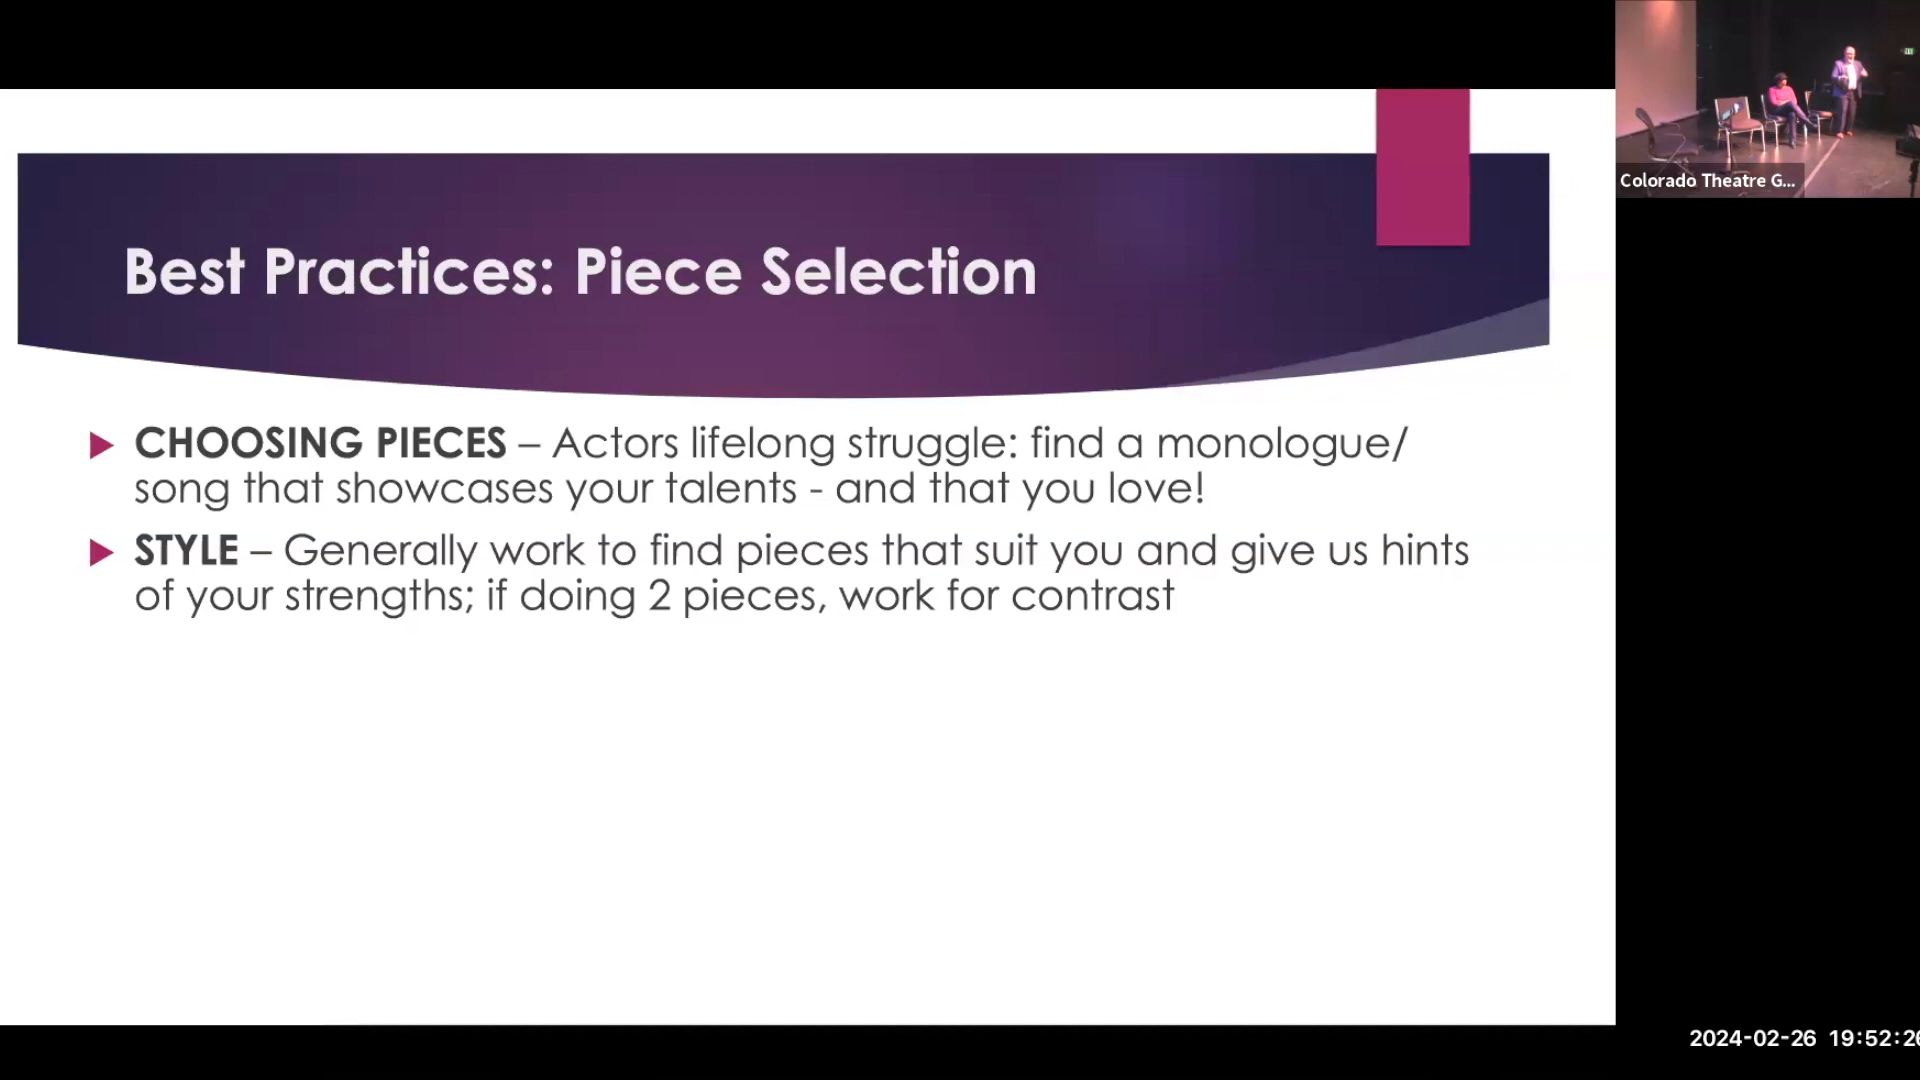 Colorado Theatre G...
Best Practices: Piece Selection
CHOOSING PIECES – Actors lifelong struggle: find a monologue/
song that showcases your talents - and that you love!
STYLE – Generally work to find pieces that suit you and give us hints
of your strengths; if doing 2 pieces, work for contrast
2024-02-26 19:52:26